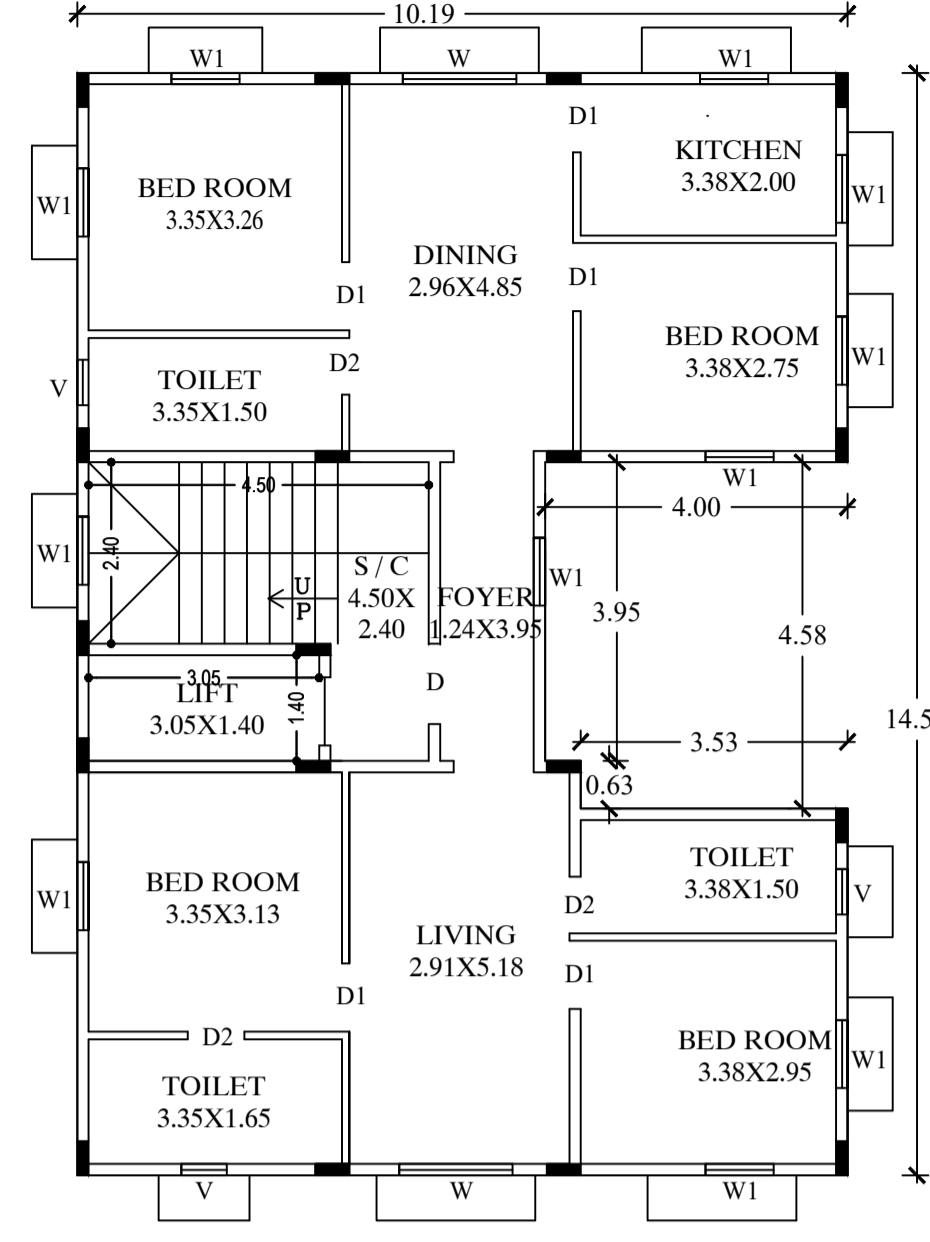 10.19
W1
W
W1
D1
KITCHEN
3.38X2.00
BED ROOM
3.35X3.26
W1
W1
DINING
2.96X4.85
D1
D1
BED ROOM
3.38X2.75
W1
D2
V
TOILET
3.35X1.50
W1
4.50
4.00
2.40
W1
S / C
4.50X
2.40
U
P
FOYER
1.24X3.95
W1
3.95
4.58
14.5
3.05
LIFT
3.05X1.40
1.40
D
3.53
0.63
TOILET
3.38X1.50
V
BED ROOM
3.35X3.13
W1
D2
LIVING
2.91X5.18
D1
D1
D2
BED ROOM
3.38X2.95
W1
TOILET
3.35X1.65
V
W
W1